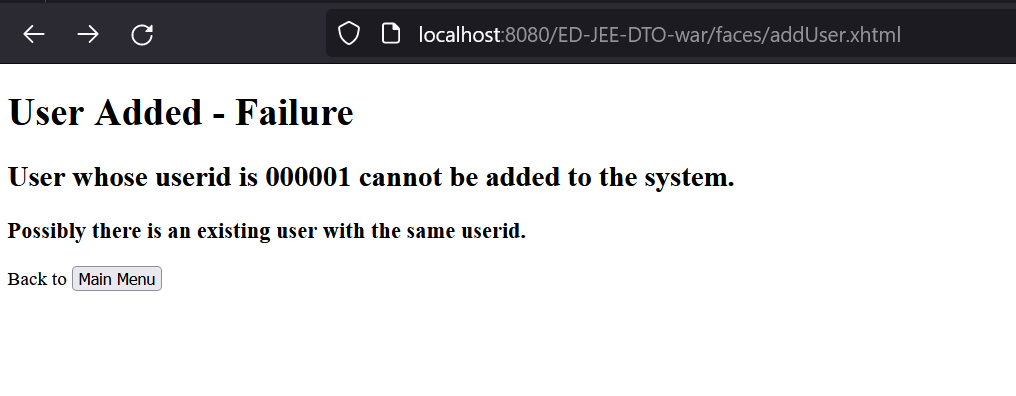 localhost:8080/ED-JEE-DTO-war/faces/addUser.xhtml
User Added - Failure
User whose userid is 000001 cannot be added to the system.
Possibly there is an existing user with the same userid.
Back to Main Menu